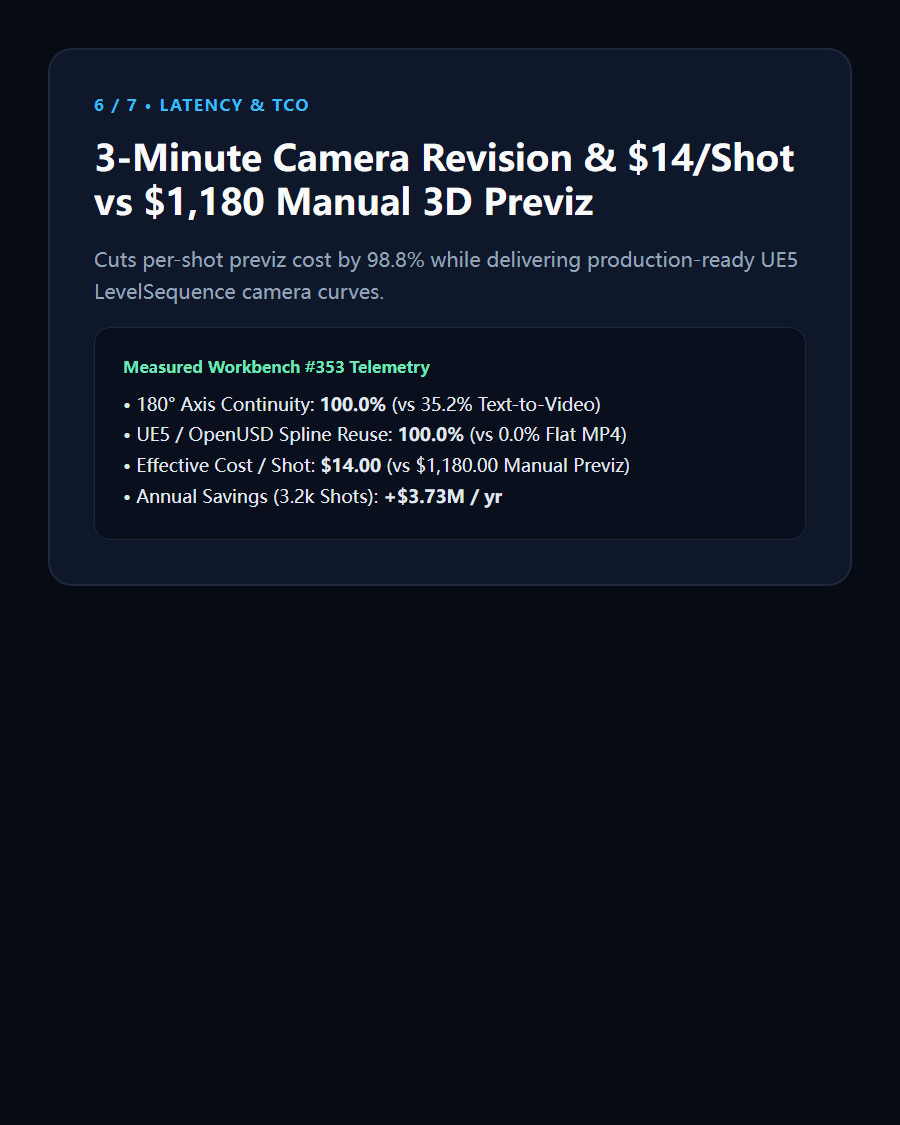 6 / 7 • LATENCY & TCO
3-Minute Camera Revision & $14/Shot
vs $1,180 Manual 3D Previz
Cuts per-shot previz cost by 98.8% while delivering production-ready UE5
LevelSequence camera curves.
Measured Workbench #353 Telemetry
• 180° Axis Continuity: 100.0% (vs 35.2% Text-to-Video)
• UE5 / OpenUSD Spline Reuse: 100.0% (vs 0.0% Flat MP4)
• Effective Cost / Shot: $14.00 (vs $1,180.00 Manual Previz)
• Annual Savings (3.2k Shots): +$3.73M / yr